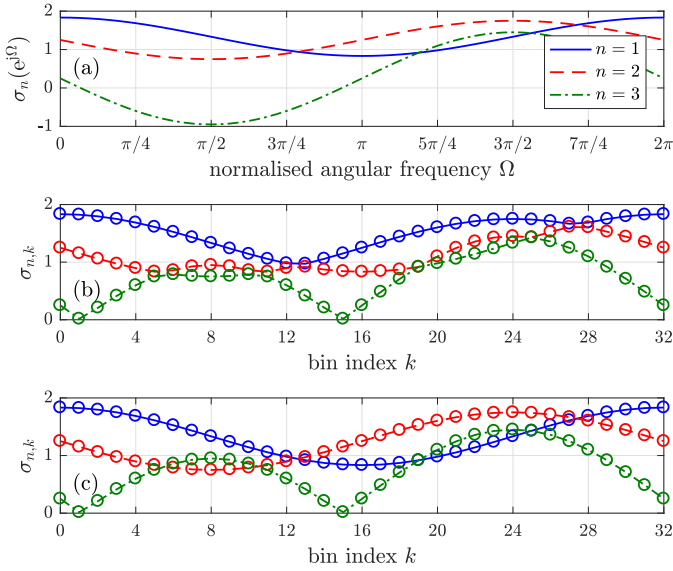 2
1
0
-1
σₙ(e^{jΩ})
(a)
n = 1
n = 2
n = 3
0 π/4 π/2 3π/4 π 5π/4 3π/2 7π/4 2π
normalised angular frequency Ω
2
1
0
σₙ,ₖ
(b)
0 4 8 12 16 20 24 28 32
bin index k
2
1
0
σₙ,ₖ
(c)
0 4 8 12 16 20 24 28 32
bin index k